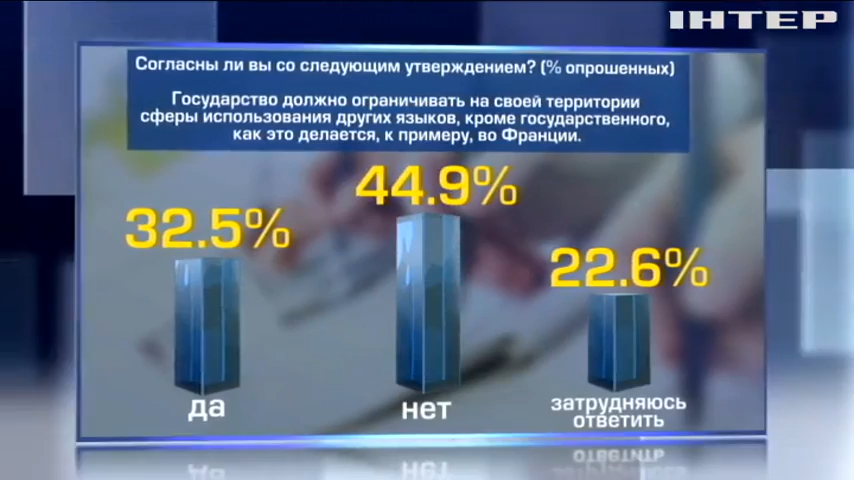 ІНТЕР
Согласны ли вы со следующим утверждением? (% опрошенных)
Государство должно ограничивать на своей территории
сферы использования других языков, кроме государственного,
как это делается, к примеру, во Франции.
44.9%
32.5%
22.6%
да
нет
затрудняюсь
ответить